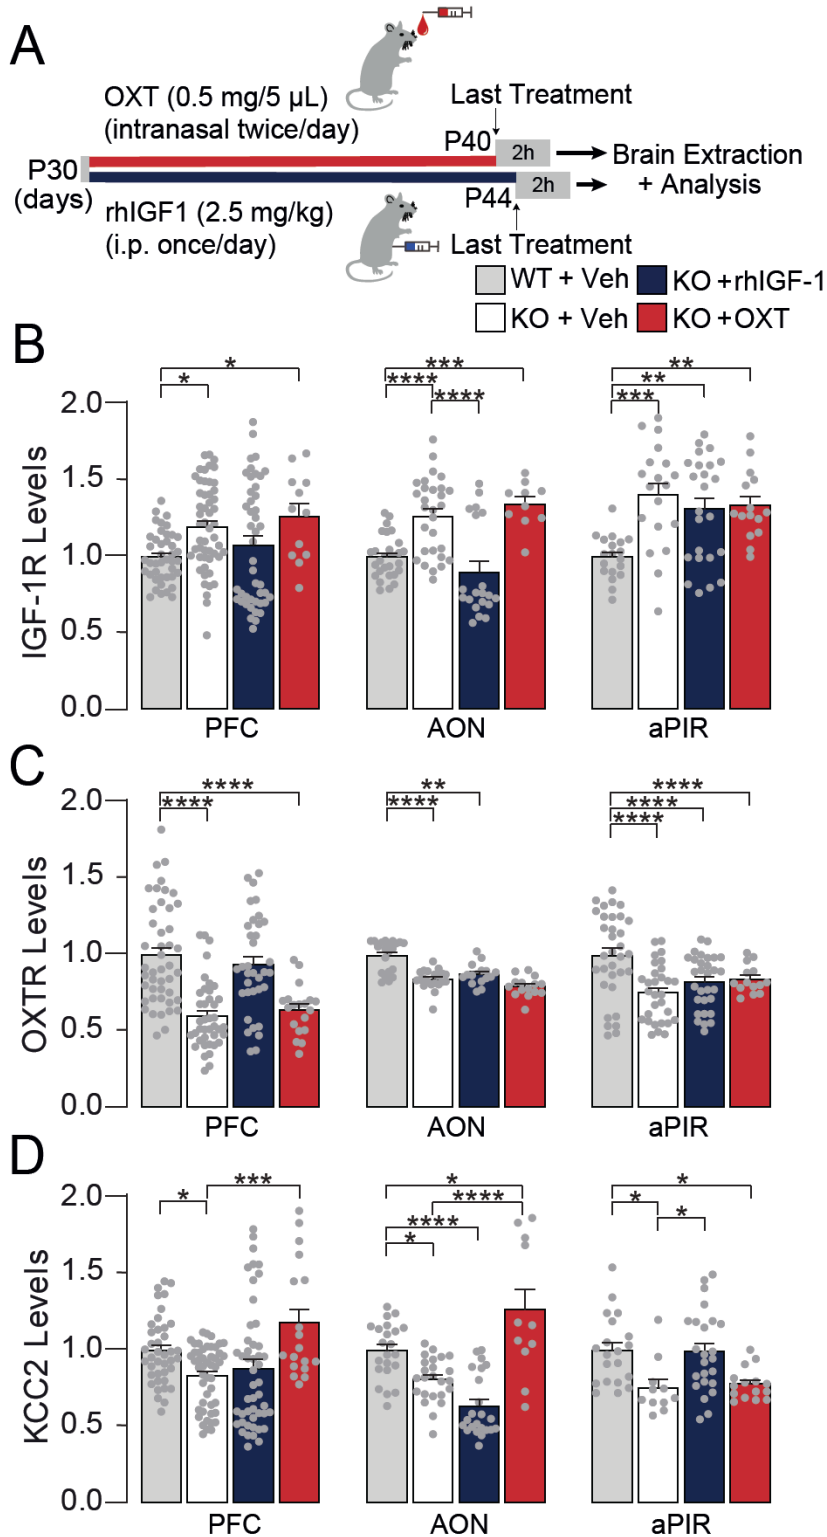 A
OXT (0.5 mg/5 µL)
(intranasal twice/day)
Last Treatment
P40
2h
Brain Extraction
+ Analysis
P30
(days)
P44
2h
rhIGF1 (2.5 mg/kg)
(i.p. once/day)
Last Treatment
WT + Veh
KO +rhIGF-1
KO + Veh
KO +OXT
B
IGF-1R Levels
2.0
1.5
1.0
0.5
0.0
*
*
***
****
****
**
**
***
PFC
AON
aPIR
C
OXTR Levels
2.0
1.5
1.0
0.5
0.0
****
****
**
****
****
****
****
PFC
AON
aPIR
D
KCC2 Levels
2.0
1.5
1.0
0.5
0.0
***
*
*
****
****
*
*
*
*
PFC
AON
aPIR